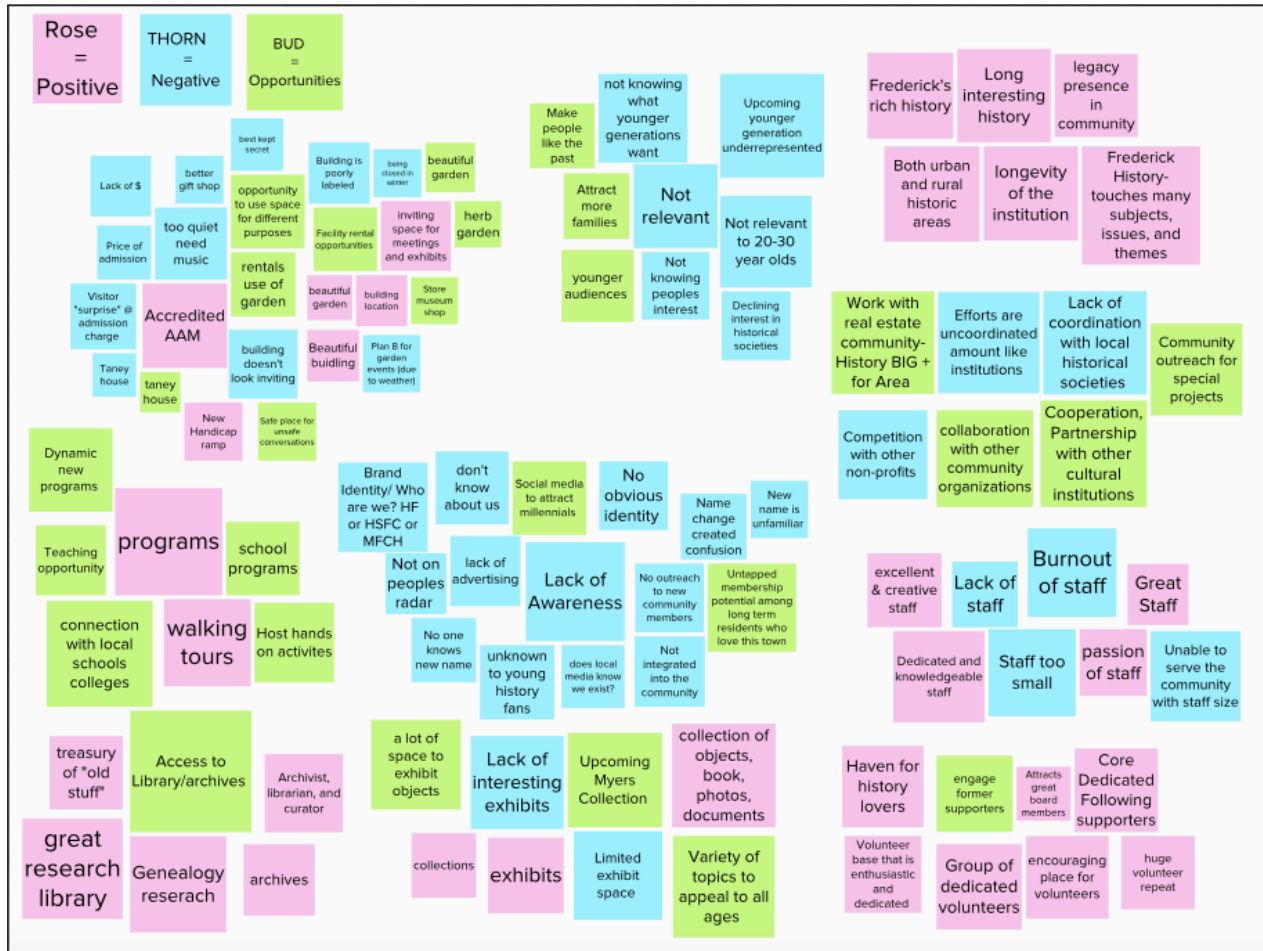 Rose
=
Positive
THORN
=
Negative
BUD
=
Opportunities
best kept
secret
Lack of $
better
gift shop
opportunity
to use space
for different
purposes
Building is
poorly
labeled
being
closed in
winter
beautiful
garden
Price of
admission
too quiet
need
music
Facility rental
opportunities
inviting
space for
meetings
and exhibits
herb
garden
rentals
use of
garden
Visitor
"surprise" @
admission
charge
Accredited
AAM
beautiful
garden
building
location
Store
museum
shop
Taney
house
taney
house
building
doesn't
look inviting
Beautiful
buidling
Plan B for
garden
events (due
to weather)
New
Handicap
ramp
Safe place for
unsafe
conversations
Make
people
like the
past
not knowing
what
younger
generations
want
Upcoming
younger
generation
underrepresented
Attract
more
families
Not
relevant
Not relevant
to 20-30
year olds
younger
audiences
Not
knowing
peoples
interest
Declining
interest in
historical
societies
Frederick's
rich history
Long
interesting
history
legacy
presence
in
community
Both urban
and rural
historic
areas
longevity
of the
institution
Frederick
History-
touches many
subjects,
issues, and
themes
Work with
real estate
community-
History BIG +
for Area
Efforts are
uncoordinated
amount like
institutions
Lack of
coordination
with local
historical
societies
Community
outreach for
special
projects
Competition
with other
non-profits
collaboration
with other
community
organizations
Cooperation,
Partnership
with other
cultural
institutions
Dynamic
new
programs
programs
Teaching
opportunity
school
programs
connection
with local
schools
colleges
walking
tours
Host hands
on activites
Brand
Identity/ Who
are we? HF
or HSFC or
MFCH
don't
know
about us
Social media
to attract
millennials
No
obvious
identity
Name
change
created
confusion
New
name is
unfamiliar
Not on
peoples
radar
lack of
advertising
Lack of
Awareness
No outreach
to new
community
members
Untapped
membership
potential among
long term
residents who
love this town
No one
knows
new name
unknown
to young
history
fans
does local
media know
we exist?
Not
integrated
into the
community
excellent
& creative
staff
Lack of
staff
Burnout
of staff
Great
Staff
Dedicated and
knowledgeable
staff
Staff too
small
passion
of staff
Unable to
serve the
community
with staff size
treasury
of "old
stuff"
Access to
Library/archives
Archivist,
librarian, and
curator
great
research
library
Genealogy
reserach
archives
a lot of
space to
exhibit
objects
Lack of
interesting
exhibits
Upcoming
Myers
Collection
collection of
objects,
book,
photos,
documents
collections
exhibits
Limited
exhibit
space
Variety of
topics to
appeal to all
ages
Haven for
history
lovers
engage
former
supporters
Attracts
great
board
members
Core
Dedicated
Following
supporters
Volunteer
base that is
enthusiastic
and
dedicated
Group of
dedicated
volunteers
encouraging
place for
volunteers
huge
volunteer
repeat